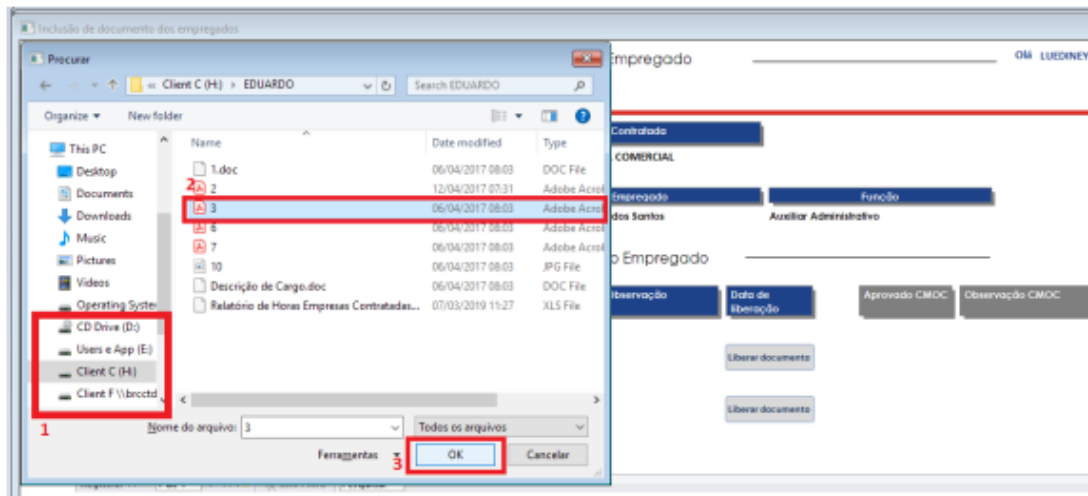 Inclusão de documento dos empregados
Procurar
« Client C (H:) › EDUARDO
Search EDUARDO
Organize
New folder
This PC
Desktop
Documents
Downloads
Music
Pictures
Videos
Operating Syster
CD Drive (D:)
Users e App (E:)
Client C (H:)
Client F \\brcctd
1
Name Date modified Type
1.doc 06/04/2017 08:03 DOC File
2
2 12/04/2017 07:31 Adobe Acrol
3 06/04/2017 08:03 Adobe Acrol
6 06/04/2017 08:03 Adobe Acrol
7 06/04/2017 08:03 Adobe Acrol
10 06/04/2017 08:03 JPG File
Descrição de Cargo.doc 06/04/2017 08:03 DOC File
Relatório de Horas Empresas Contratadas... 07/03/2019 11:27 XLS File
Nome do arquivo: 3
Todos os arquivos
Ferramentas
3
OK
Cancelar
Empregado
Olá LUEDINEY
Contratada
COMERCIAL
Empregado Função
dos Santos Auxiliar Administrativo
o Empregado
Observação
Data de
liberação
Aprovado CMOC
Observação CMOC
Liberar documento
Liberar documento